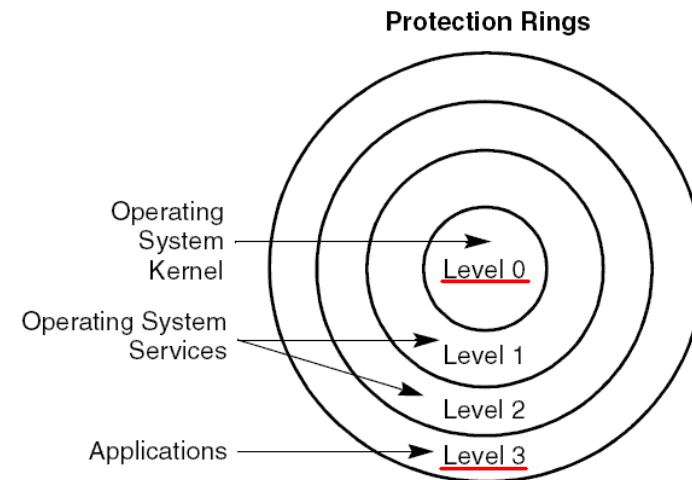 Protection Rings
Operating
System
Kernel
Level 0
Operating System
Services
Level 1
Level 2
Applications
Level 3